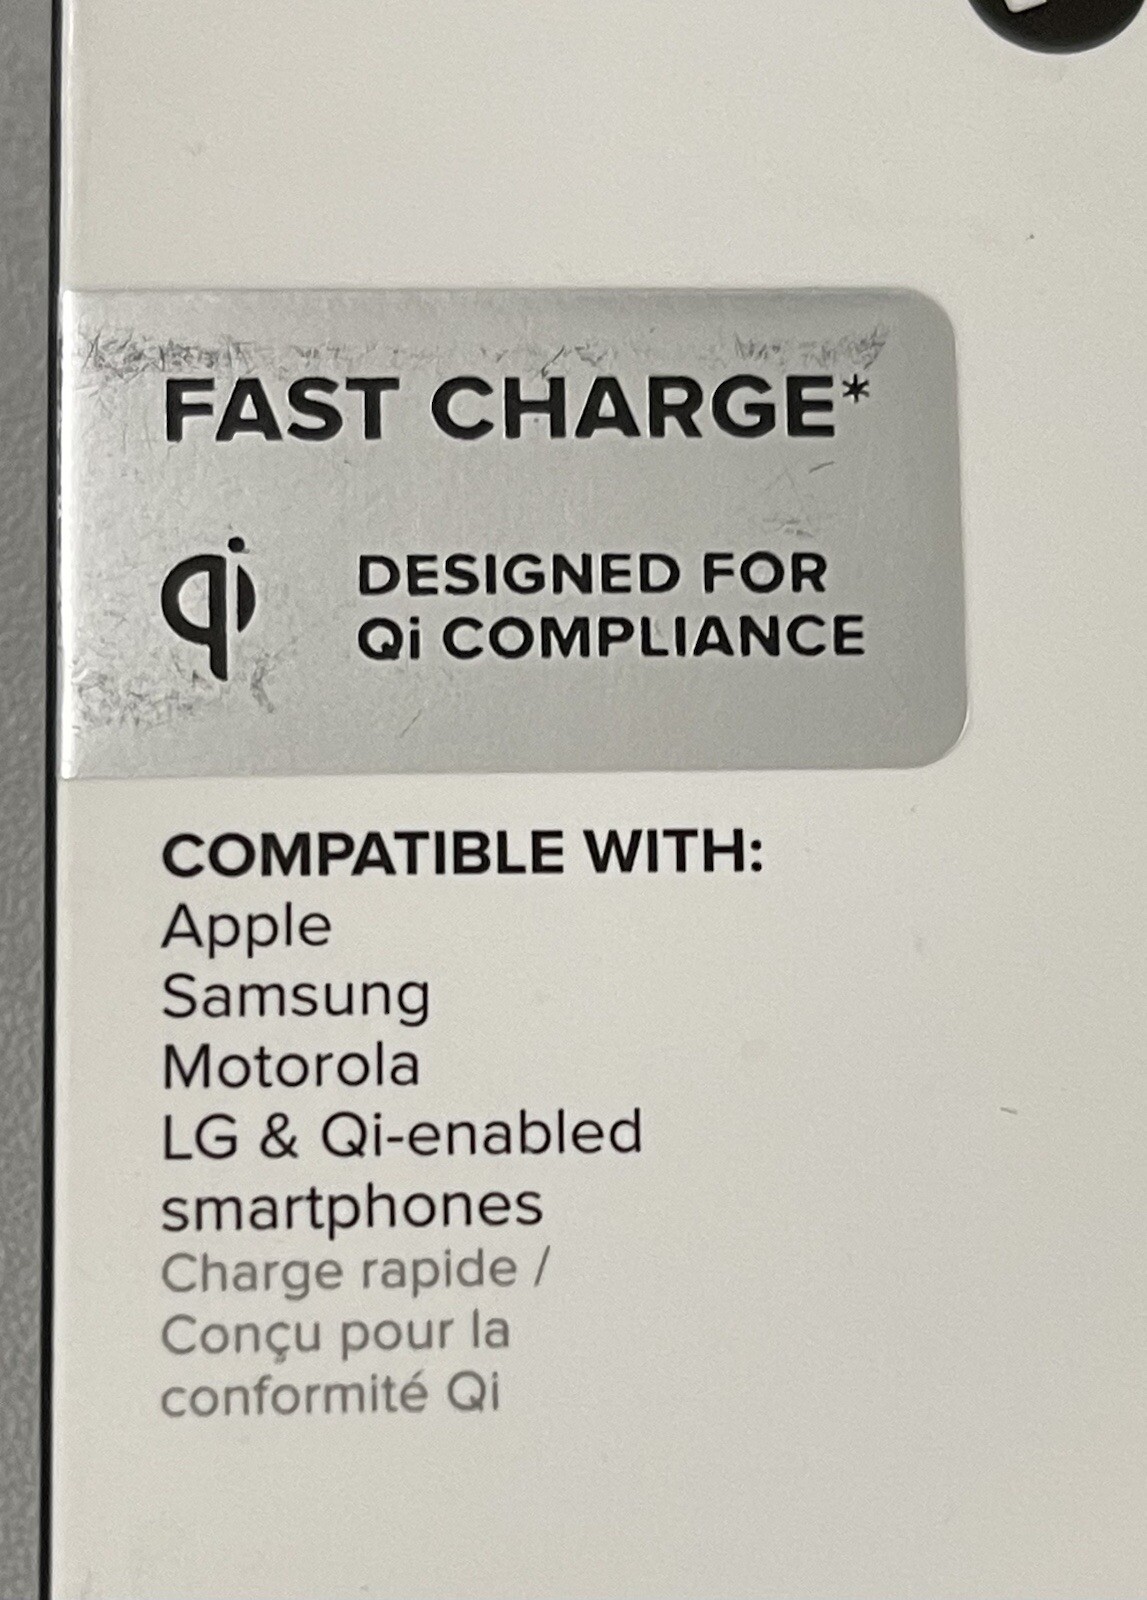 FAST CHARGE*
qi
DESIGNED FOR
Qi COMPLIANCE
COMPATIBLE WITH:
Apple
Samsung
Motorola
LG & Qi-enabled
smartphones
Charge rapide /
Conçu pour la
conformité Qi